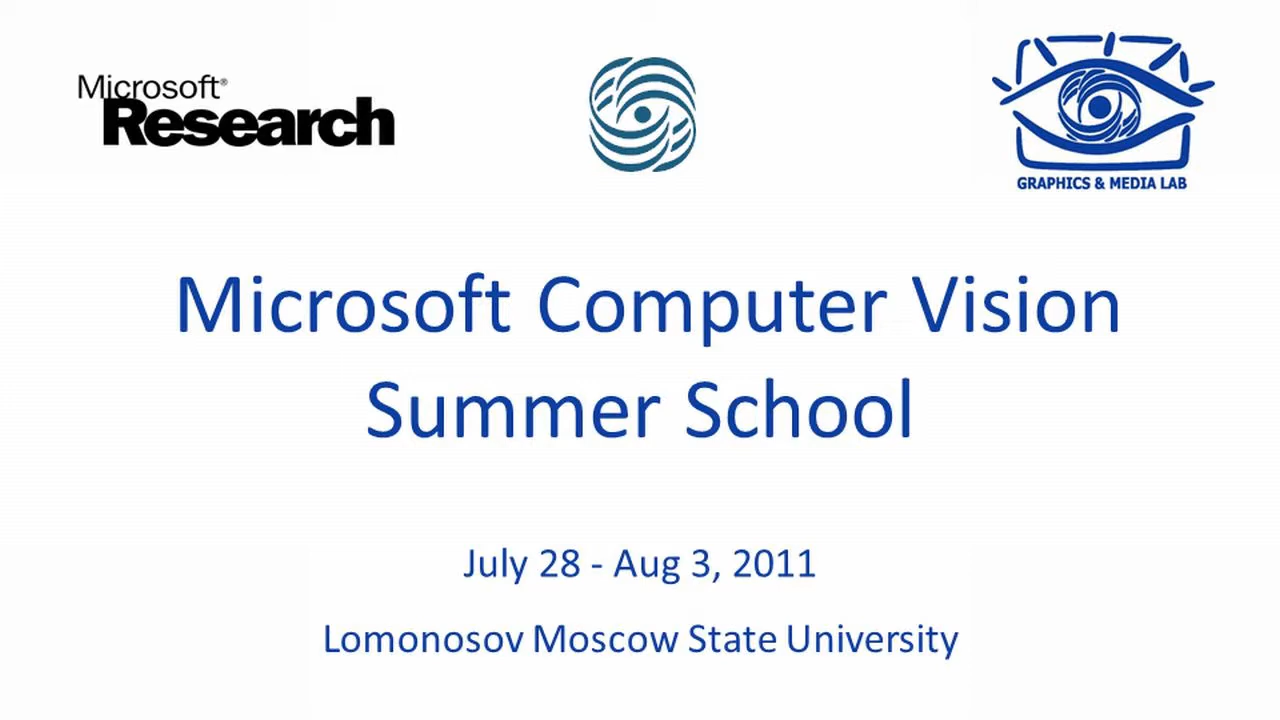 Microsoft®
Research
GRAPHICS & MEDIA LAB
Microsoft Computer Vision
Summer School
July 28 - Aug 3, 2011
Lomonosov Moscow State University